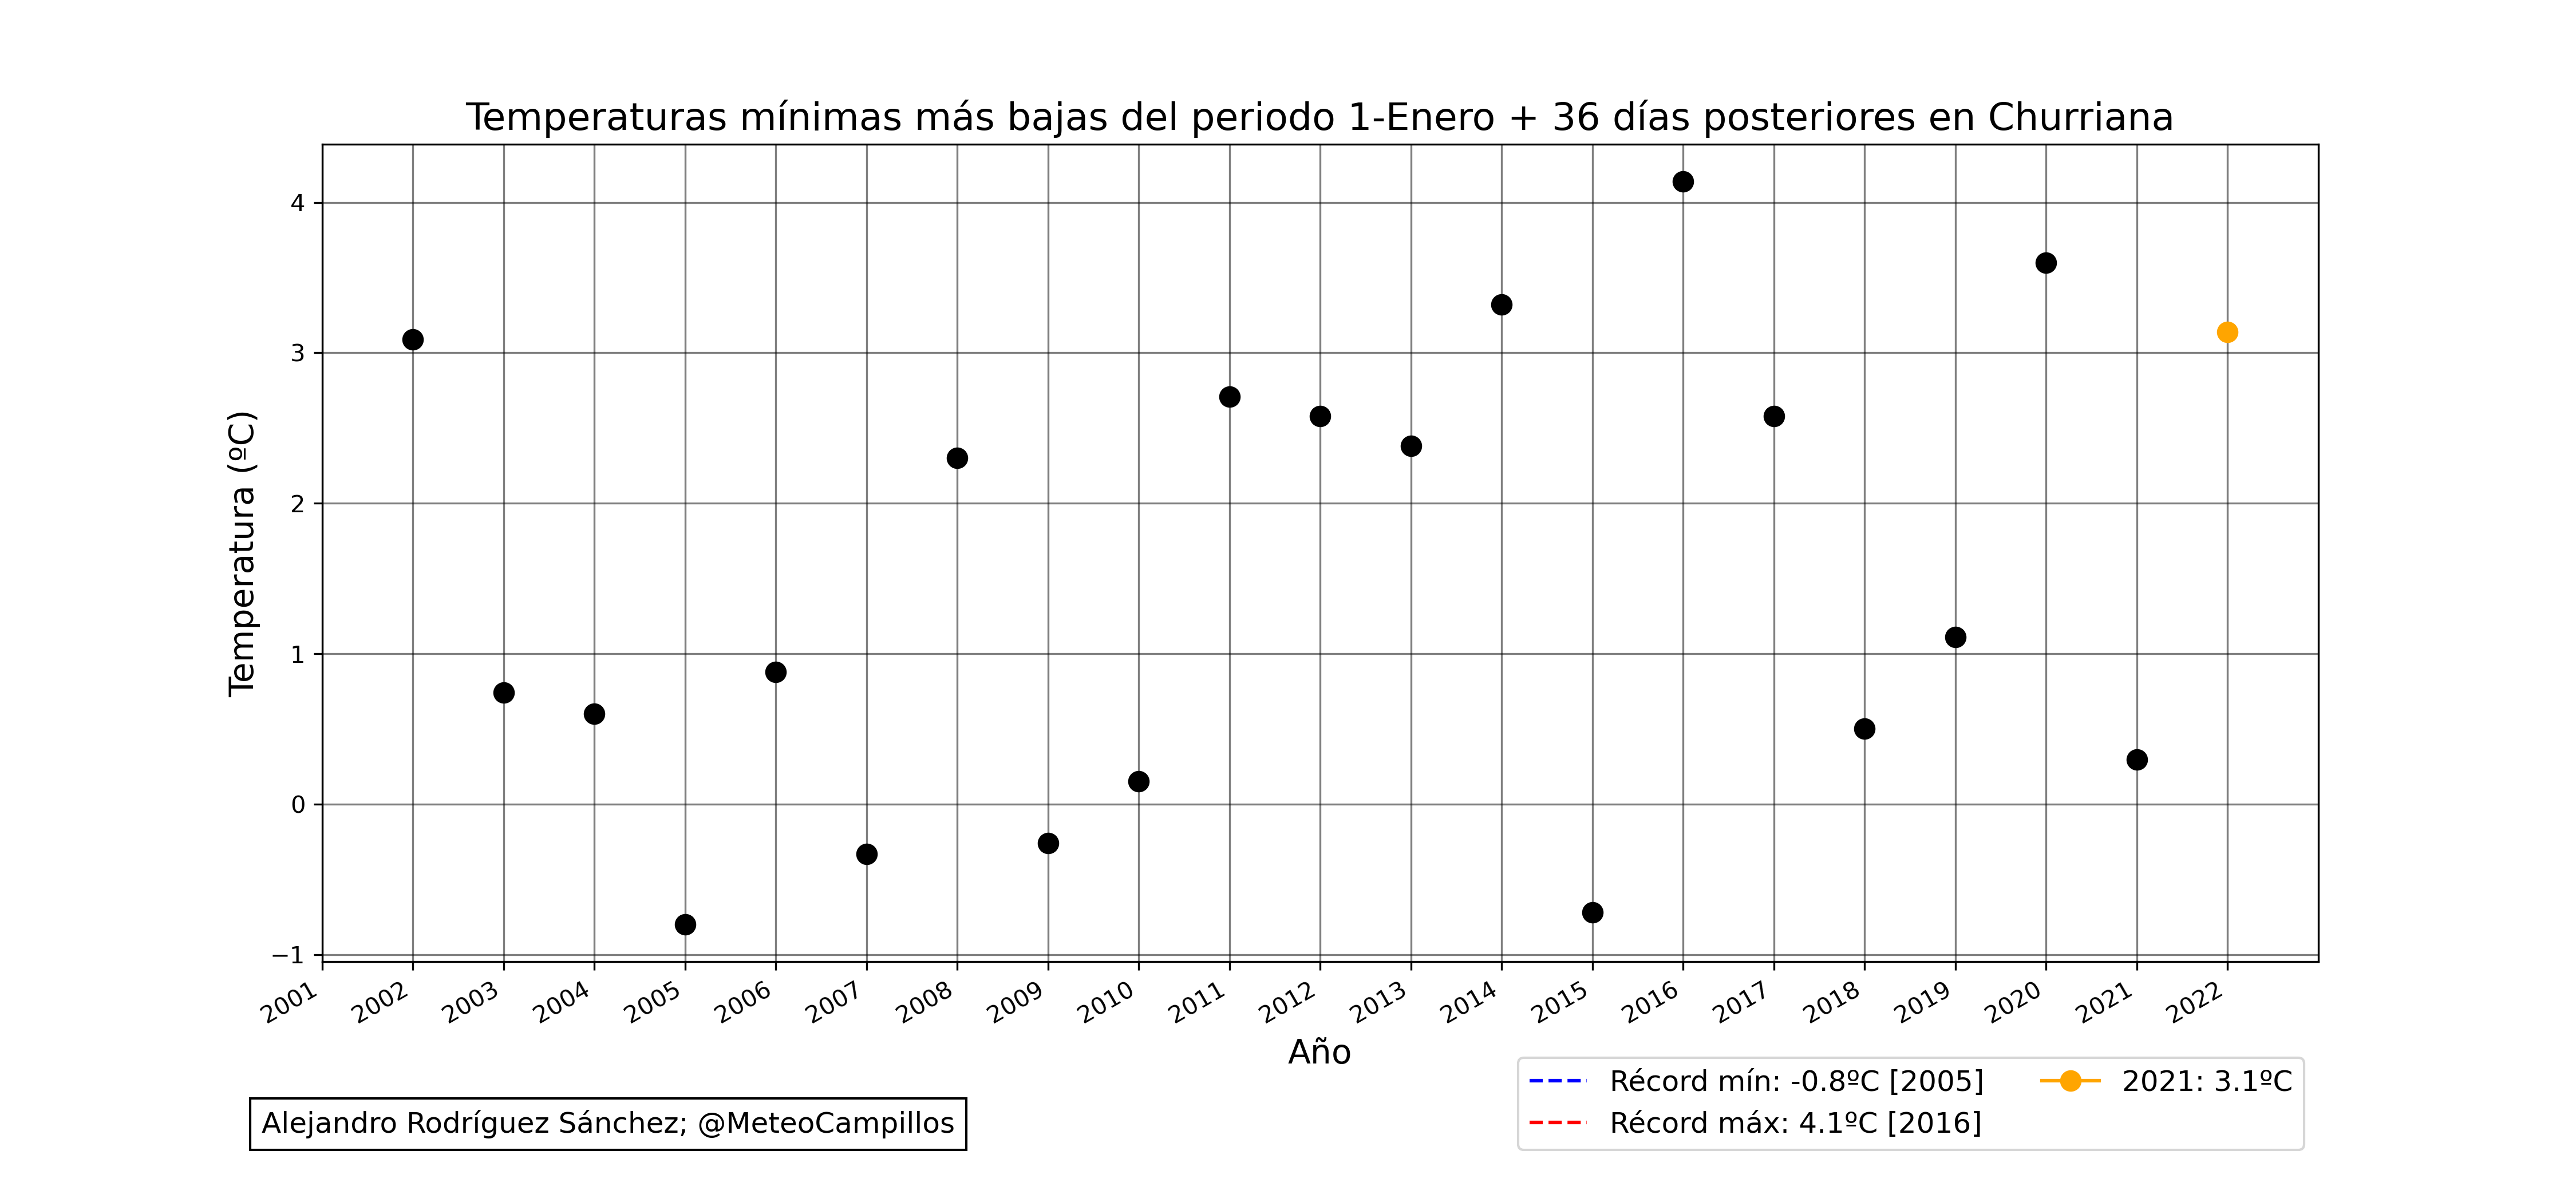 Temperaturas mínimas más bajas del periodo 1-Enero + 36 días posteriores en Churriana
Temperatura (ºC)
4
3
2
1
0
−1
2001 2002 2003 2004 2005 2006 2007 2008 2009 2010 2011 2012 2013 2014 2015 2016 2017 2018 2019 2020 2021 2022
Año
Récord mín: -0.8ºC [2005]
Récord máx: 4.1ºC [2016]
2021: 3.1ºC
Alejandro Rodríguez Sánchez; @MeteoCampillos